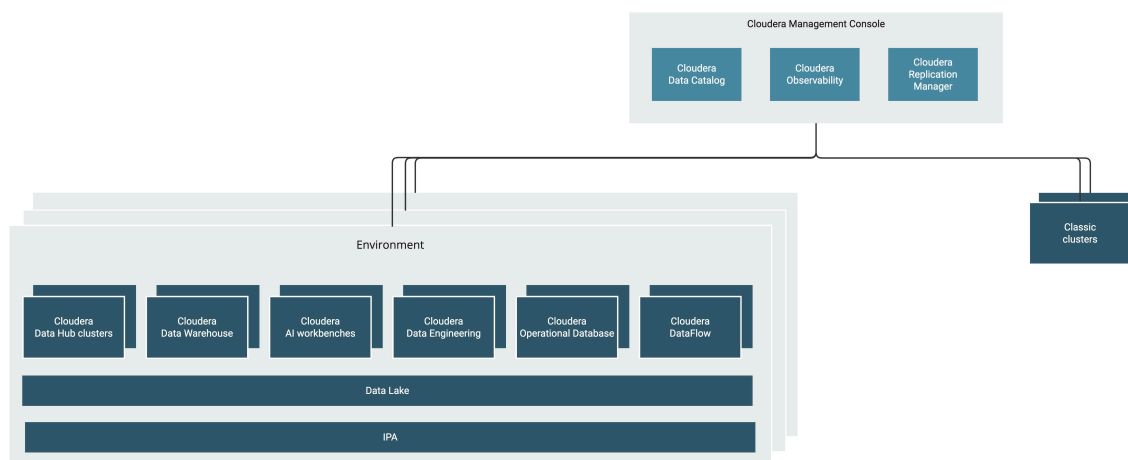 Cloudera Management Console
Cloudera
Data Catalog
Cloudera
Observability
Cloudera
Replication
Manager
Classic
clusters
Environment
Cloudera
Data Hub clusters
Cloudera
Data Warehouse
Cloudera
AI workbenches
Cloudera
Data Engineering
Cloudera
Operational Database
Cloudera
DataFlow
Data Lake
IPA